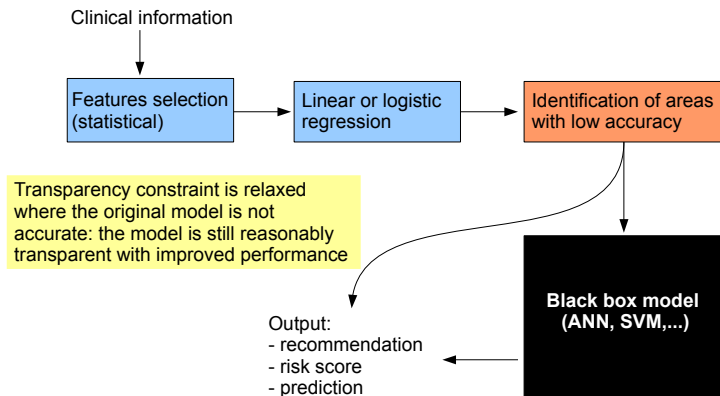 Clinical information
Features selection
(statistical)
Linear or logistic
regression
Identification of areas
with low accuracy
Transparency constraint is relaxed
where the original model is not
accurate: the model is still reasonably
transparent with improved performance
Black box model
(ANN, SVM,...)
Output:
- recommendation
- risk score
- prediction